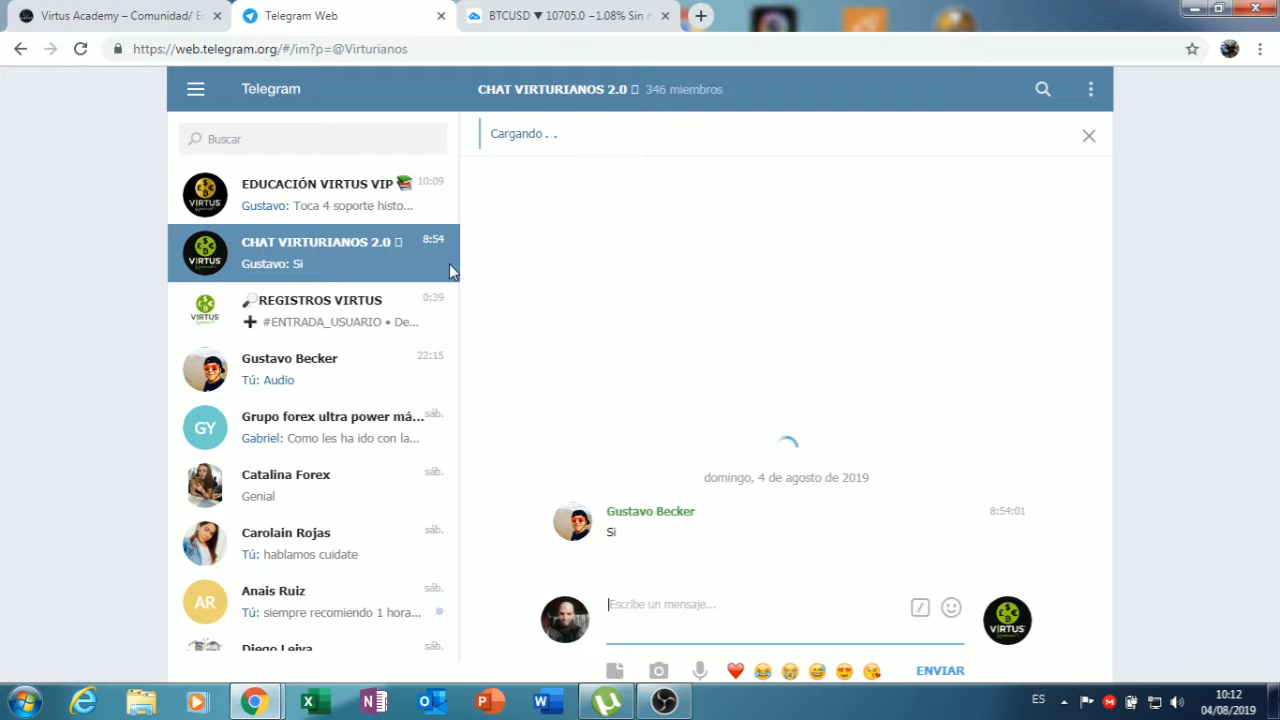 Virtus Academy – Comunidad/ E
Telegram Web
BTCUSD ▼ 10705.0 −1.08% Sin n
https://web.telegram.org/#/im?p=@Virturianos
Telegram
CHAT VIRTURIANOS 2.0 346 miembros
Buscar
Cargando ...
EDUCACIÓN VIRTUS VIP 📚 10:09
Gustavo: Toca 4 soporte histo...
CHAT VIRTURIANOS 2.0 8:54
Gustavo: Si
🔎REGISTROS VIRTUS 0:39
➕ #ENTRADA_USUARIO • De...
Gustavo Becker 22:15
Tú: Audio
Grupo forex ultra power má... sáb.
GY
Gabriel: Como les ha ido con la...
Catalina Forex sáb.
Genial
Carolain Rojas sáb.
Tú: hablamos cuidate
Anais Ruiz sáb.
AR
Tú: siempre recomiendo 1 hora...
Diego Leiva sáb.
domingo, 4 de agosto de 2019
Gustavo Becker 8:54:01
Si
Escribe un mensaje...
VIRTUS
ENVIAR
ES
10:12
04/08/2019